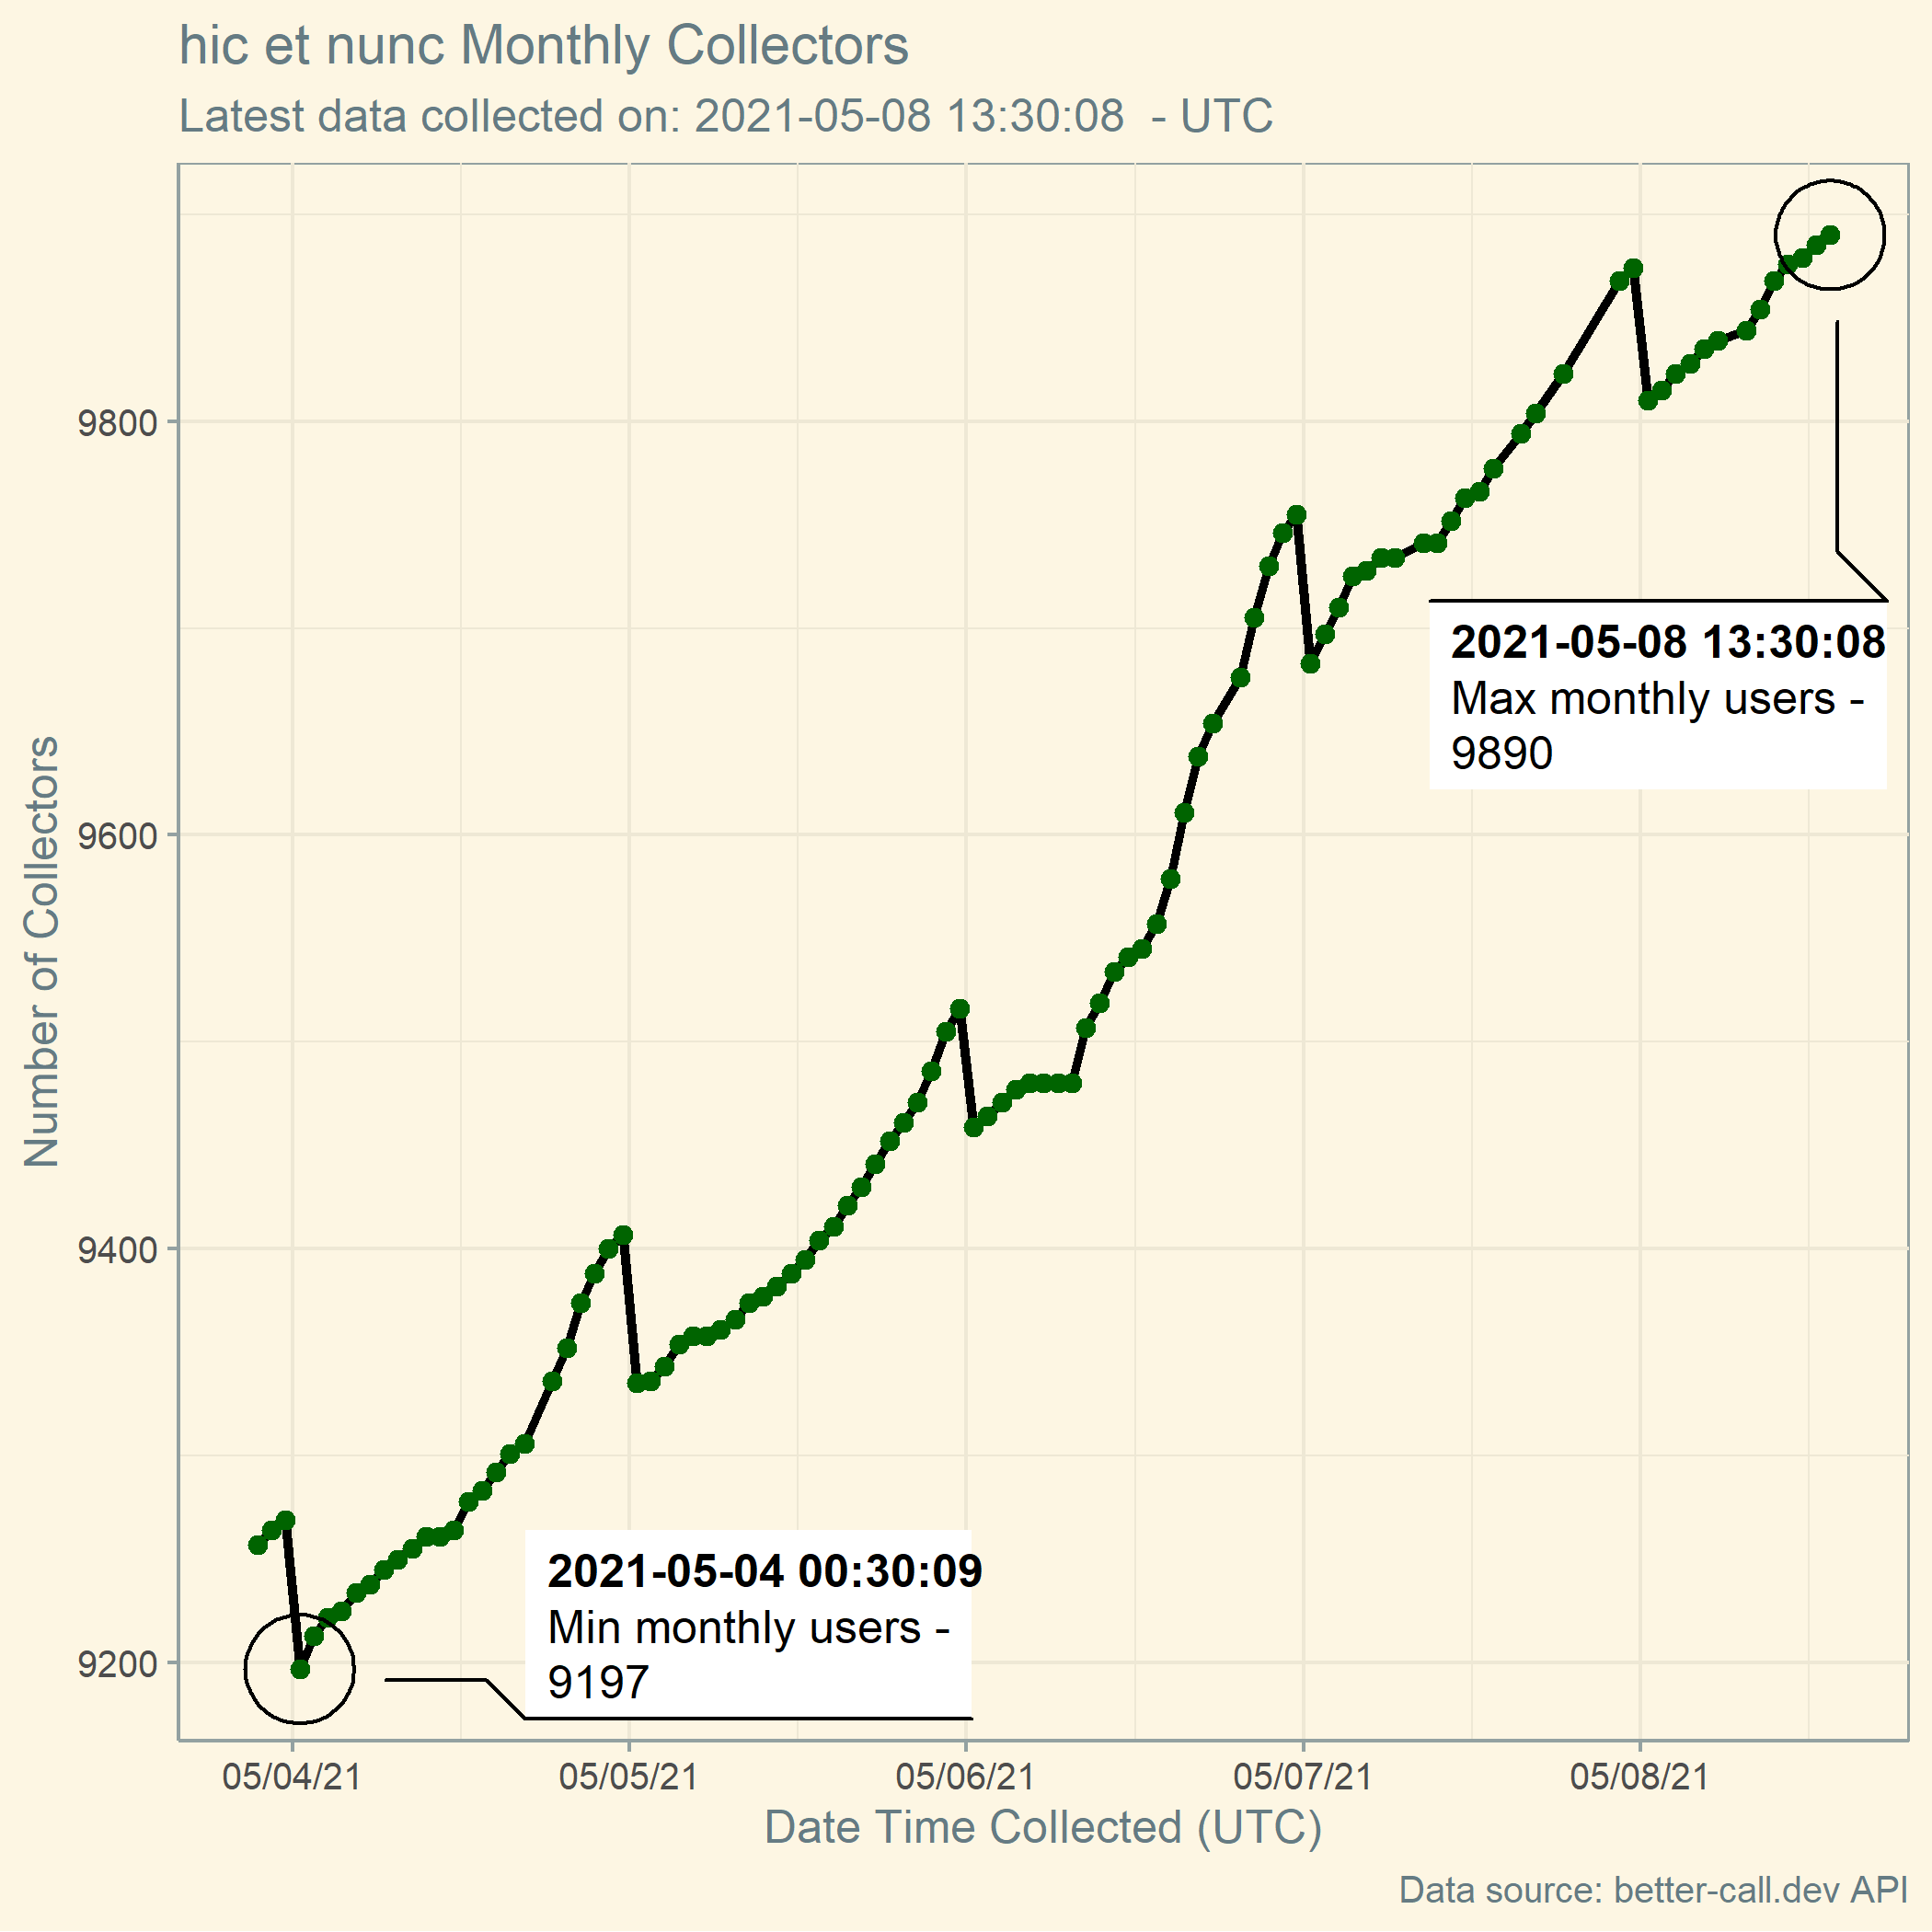 hic et nunc Monthly Collectors
Latest data collected on: 2021-05-08 13:30:08  - UTC
Number of Collectors
9800
9600
9400
9200
2021-05-08 13:30:08
Max monthly users -
9890
2021-05-04 00:30:09
Min monthly users -
9197
05/04/21
05/05/21
05/06/21
05/07/21
05/08/21
Date Time Collected (UTC)
Data source: better-call.dev API